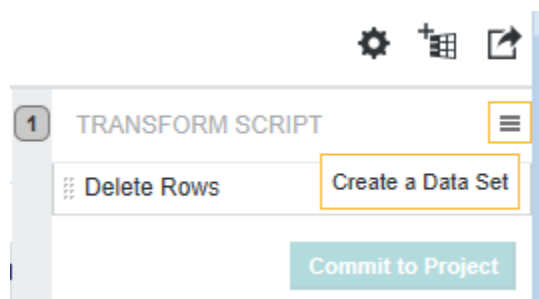 1 TRANSFORM SCRIPT
Delete Rows
Create a Data Set
Commit to Project